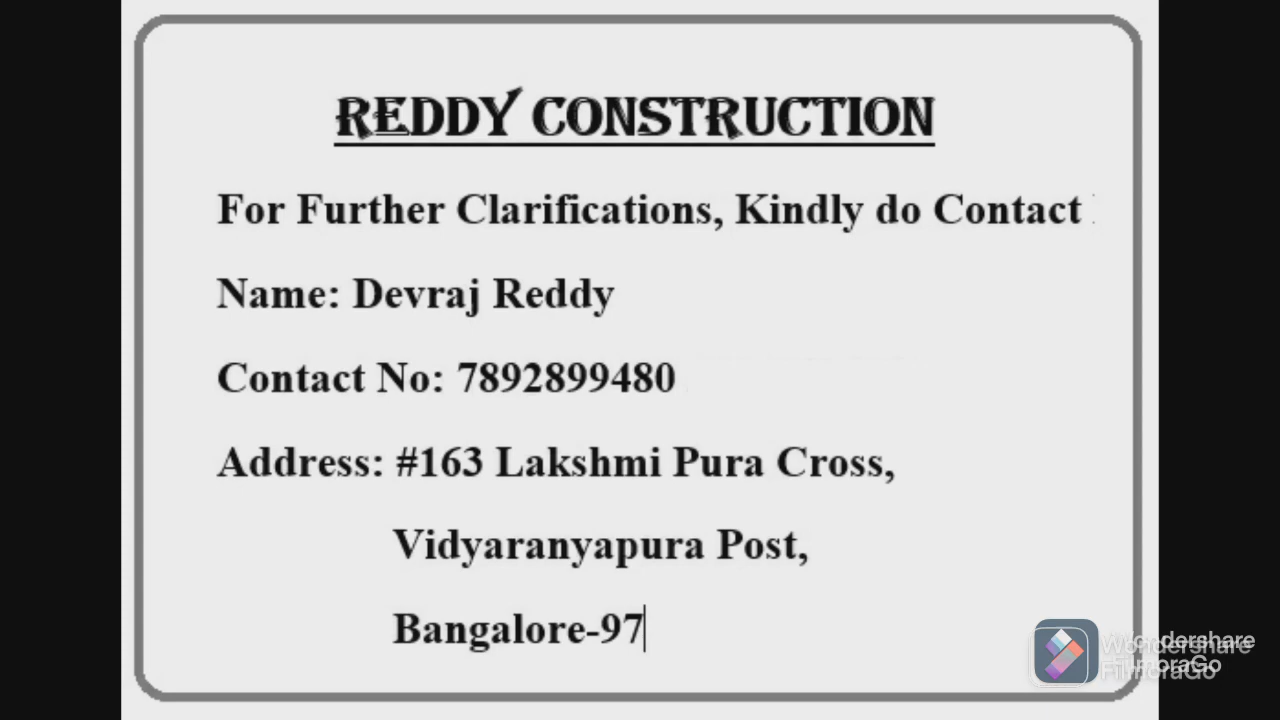 REDDY CONSTRUCTION
For Further Clarifications, Kindly do Contact
Name: Devraj Reddy
Contact No: 7892899480
Address: #163 Lakshmi Pura Cross,
Vidyaranyapura Post,
Bangalore-97
Wondershare
FilmoraGo